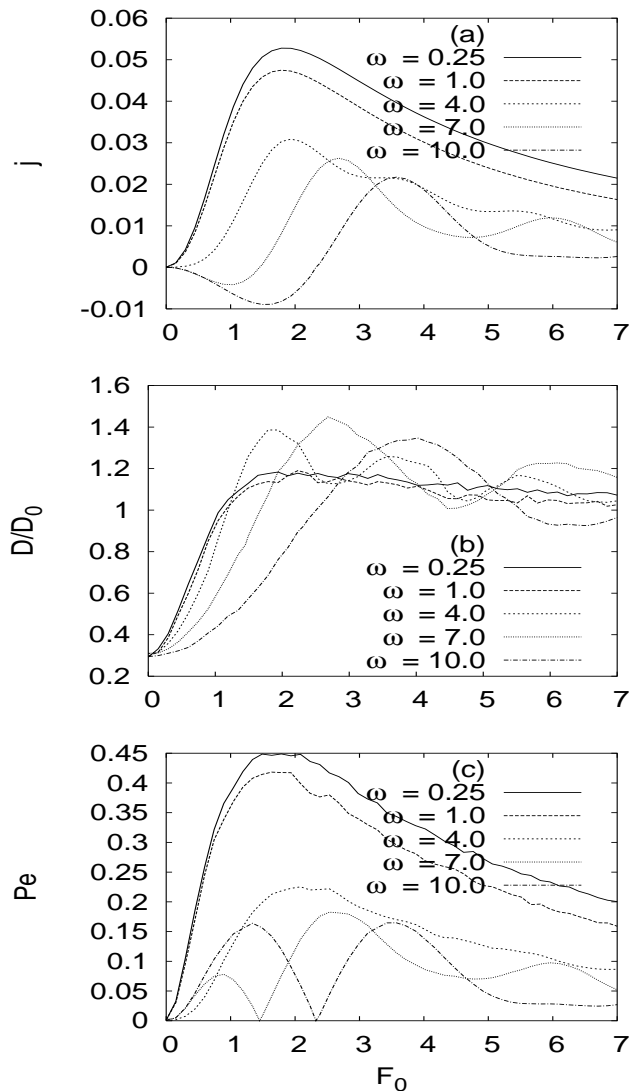 0.06
0.05
0.04
0.03
0.02
0.01
0
-0.01
j
(a)
ω = 0.25
ω = 1.0
ω = 4.0
ω = 7.0
ω = 10.0
0 1 2 3 4 5 6 7
1.6
1.4
1.2
1
0.8
0.6
0.4
0.2
D/D₀
(b)
ω = 0.25
ω = 1.0
ω = 4.0
ω = 7.0
ω = 10.0
0 1 2 3 4 5 6 7
0.45
0.4
0.35
0.3
0.25
0.2
0.15
0.1
0.05
0
Pe
(c)
ω = 0.25
ω = 1.0
ω = 4.0
ω = 7.0
ω = 10.0
0 1 2 3 4 5 6 7
F₀